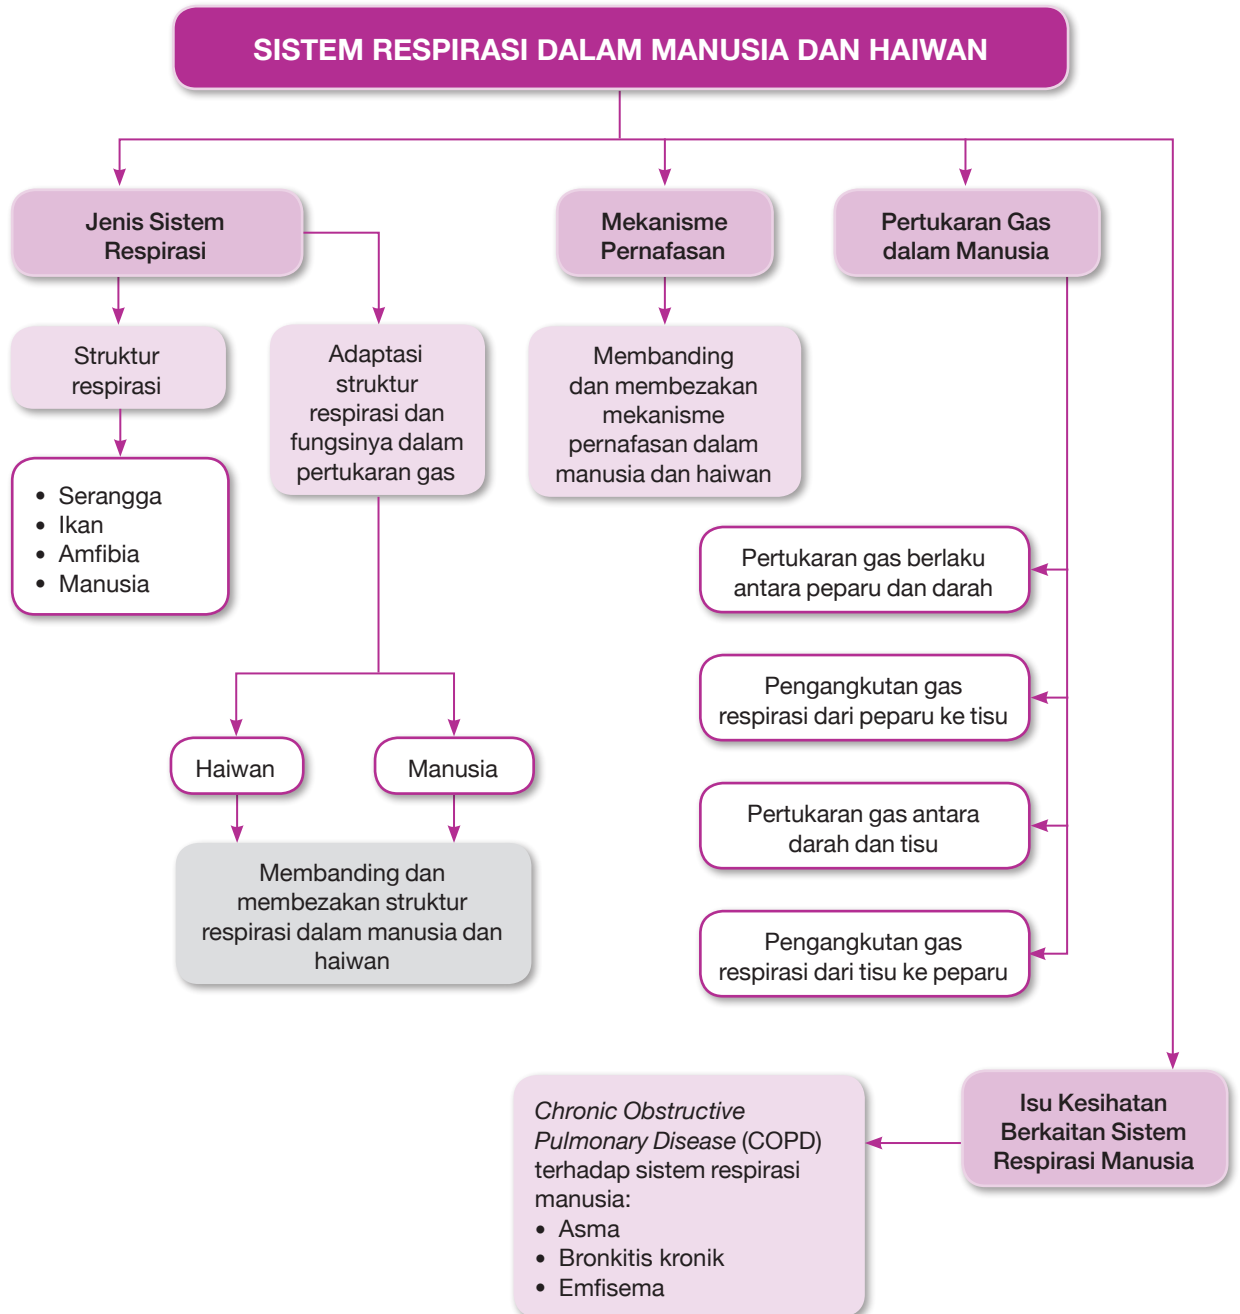 SISTEM RESPIRASI DALAM MANUSIA DAN HAIWAN
Jenis Sistem
Respirasi
Mekanisme
Pernafasan
Pertukaran Gas
dalam Manusia
Struktur
respirasi
Adaptasi
struktur
respirasi dan
fungsinya dalam
pertukaran gas
Membanding
dan membezakan
mekanisme
pernafasan dalam
manusia dan haiwan
• Serangga
• Ikan
• Amfibia
• Manusia
Pertukaran gas berlaku
antara peparu dan darah
Pengangkutan gas
respirasi dari peparu ke tisu
Haiwan
Manusia
Pertukaran gas antara
darah dan tisu
Membanding dan
membezakan struktur
respirasi dalam manusia dan
haiwan
Pengangkutan gas
respirasi dari tisu ke peparu
Isu Kesihatan
Berkaitan Sistem
Respirasi Manusia
Chronic Obstructive
Pulmonary Disease (COPD)
terhadap sistem respirasi
manusia:
• Asma
• Bronkitis kronik
• Emfisema